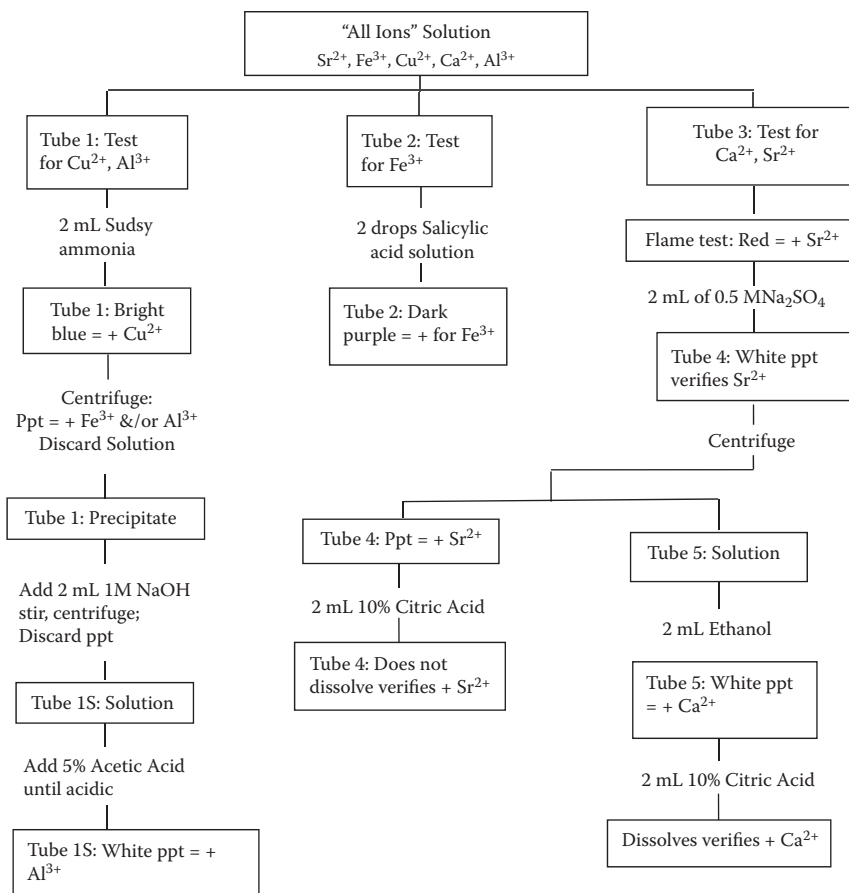 “All Ions” Solution
Sr²⁺, Fe³⁺, Cu²⁺, Ca²⁺, Al³⁺
Tube 1: Test
for Cu²⁺, Al³⁺
2 mL Sudsy
ammonia
Tube 1: Bright
blue = + Cu²⁺
Centrifuge:
Ppt = + Fe³⁺ &/or Al³⁺
Discard Solution
Tube 1: Precipitate
Add 2 mL 1M NaOH
stir, centrifuge;
Discard ppt
Tube 1S: Solution
Add 5% Acetic Acid
until acidic
Tube 1S: White ppt = +
Al³⁺
Tube 2: Test
for Fe³⁺
2 drops Salicylic
acid solution
Tube 2: Dark
purple = + for Fe³⁺
Tube 3: Test for
Ca²⁺, Sr²⁺
Flame test: Red = + Sr²⁺
2 mL of 0.5 MNa₂SO₄
Tube 4: White ppt
verifies Sr²⁺
Centrifuge
Tube 4: Ppt = + Sr²⁺
2 mL 10% Citric Acid
Tube 4: Does not
dissolve verifies + Sr²⁺
Tube 5: Solution
2 mL Ethanol
Tube 5: White ppt
= + Ca²⁺
2 mL 10% Citric Acid
Dissolves verifies + Ca²⁺